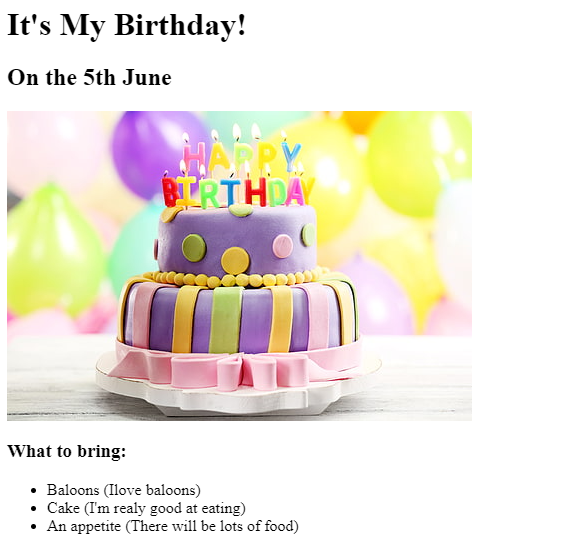 It's My Birthday!
On the 5th June
HAPPY
BIRTHDAY
What to bring:
Baloons (Ilove baloons)
Cake (I'm realy good at eating)
An appetite (There will be lots of food)